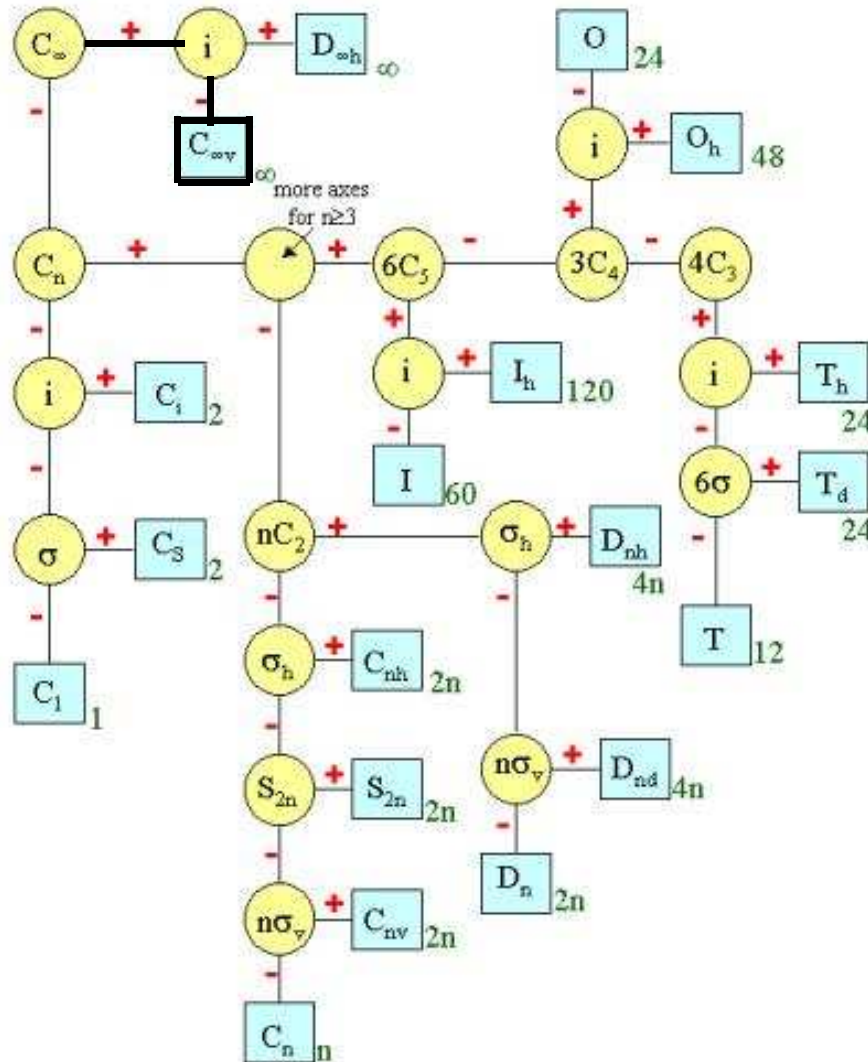 C∞ + i + D∞h ∞
- -
C∞v ∞
O 24
-
i + Oh 48
+
more axes
for n≥3
Cn + + 6C5 - 3C4 - 4C3
- - + +
i + Ci 2
i + Ih 120
i + Th 24
- - -
I 60
6σ + Td 24
σ + CS 2
nC2 + σh + Dnh 4n
- - - -
T 12
C1 1
σh + Cnh 2n
-
S2n + S2n 2n
nσv + Dnd 4n
- -
Dn 2n
nσv + Cnv 2n
-
Cn n